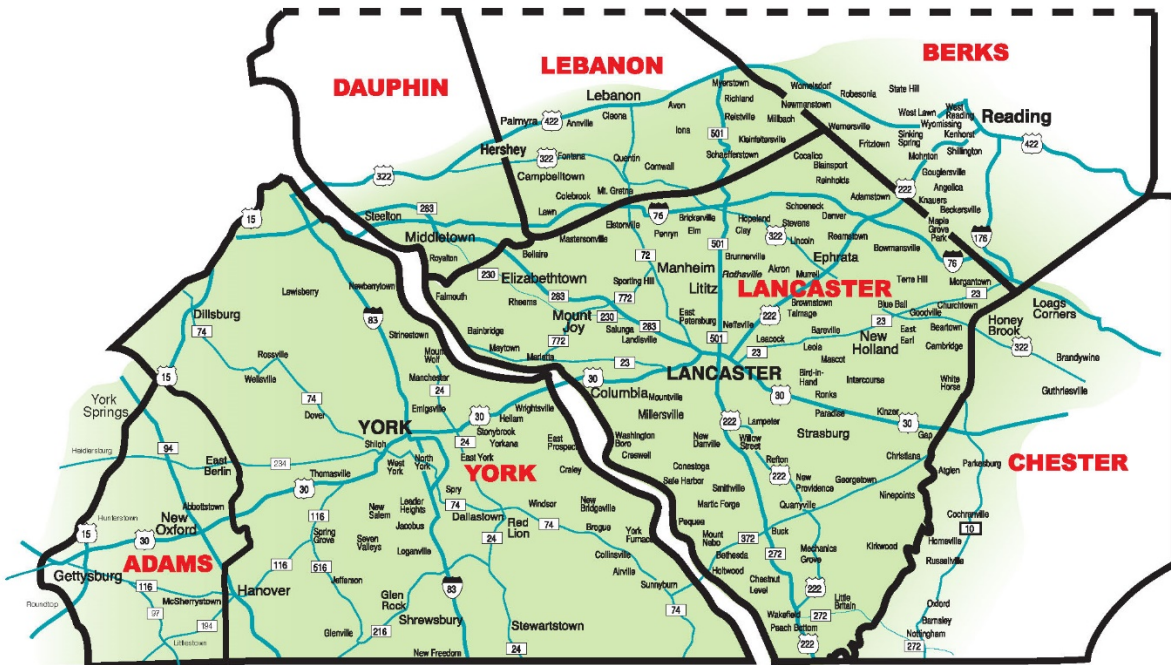 DAUPHIN
LEBANON
BERKS
Lebanon
Cleona
Avon
Myerstown
Richland
Reistville
Womelsdorf
Newmanstown
Millbach
Robesonia
State Hill
West Lawn
West
Reading
Wyomissing
Reading
Palmyra
422
Annville
Iona
501
Kleinfeltersville
Wernersville
Sinking
Spring
Kenhorst
Fritztown
Shillington
422
Hershey
322
Fontana
Quentin
Schaefferstown
Mohnton
322
Campbelltown
Cornwall
Cocalico
Blainsport
Reinholds
Gouglersville
222
Angelica
Colebrook
Mt. Gretna
Adamstown
Knauers
Beckersville
15
Steelton
283
Lawn
76
Brickerville
Hopeland
Schoeneck
Stevens
Denver
Maple
Grove
Park
176
Middletown
Mastersonville
Elstonville
Penryn
Elm
Clay
322
Lincoln
Reamstown
Bowmansville
Royalton
Bellaire
72
501
Brunnerville
Ephrata
76
230
Elizabethtown
Sporting Hill
Manheim
Rothsville
Akron
Murrell
Terre Hill
Morgantown
Lewisberry
Newberrytown
Falmouth
Rheems
283
772
Lititz
LANCASTER
23
Dillsburg
83
Mount
Joy
230
East
Petersburg
Brownstown
Talmage
Blue Ball
Churchtown
Goodville
Loags
Corners
74
Strinestown
Bainbridge
Salunga
283
Neffsville
222
23
Honey
Brook
Rossville
Mount
Wolf
Maytown
772
Landisville
501
Leacock
Bareville
East
Earl
Beartown
322
Marietta
23
23
Leola
New
Holland
Cambridge
Brandywine
Wellsville
Manchester
LANCASTER
Mascot
15
24
30
Columbia
Bird-in-
Hand
Intercourse
White
Horse
Guthriesville
York
Springs
74
Dover
Emigsville
Wrightsville
Mountville
30
Ronks
Paradise
Kinzer
30
Hellam
Millersville
222
Lampeter
30
94
YORK
Stonybrook
Strasburg
Gap
Heidlersburg
Shiloh
24
Yorkana
East
Prospect
Washington
Boro
New
Danville
Willow
Street
East
Berlin
234
North
York
East York
YORK
Creswell
Refton
Christiana
Parkesburg
CHESTER
Thomasville
West
York
Craley
Conestoga
222
Atglen
30
Spry
Safe Harbor
Smithville
New
Providence
Georgetown
15
Hunterstown
Abbottstown
116
New
Salem
Leader
Heights
74
Windsor
New
Bridgeville
Martic Forge
Ninepoints
Cochranville
New
Oxford
Spring
Grove
Jacobus
Dallastown
Red
Lion
74
Brogue
York
Furnace
Pequea
Quarryville
10
30
Seven
Valleys
Loganville
24
Mount
Nebo
372
Buck
Homeville
ADAMS
Collinsville
Bethesda
272
Mechanics
Grove
Kirkwood
Russellville
Gettysburg
116
Hanover
116
516
Jefferson
Airville
Holtwood
Chestnut
Level
McSherrystown
Glen
Rock
83
Sunnyburn
222
Roundtop
97
74
Little
Britain
Oxford
194
Shrewsbury
Stewartstown
Wakefield
272
Barnsley
Littlestown
Glenville
216
Peach Bottom
Nottingham
New Freedom
24
222
272